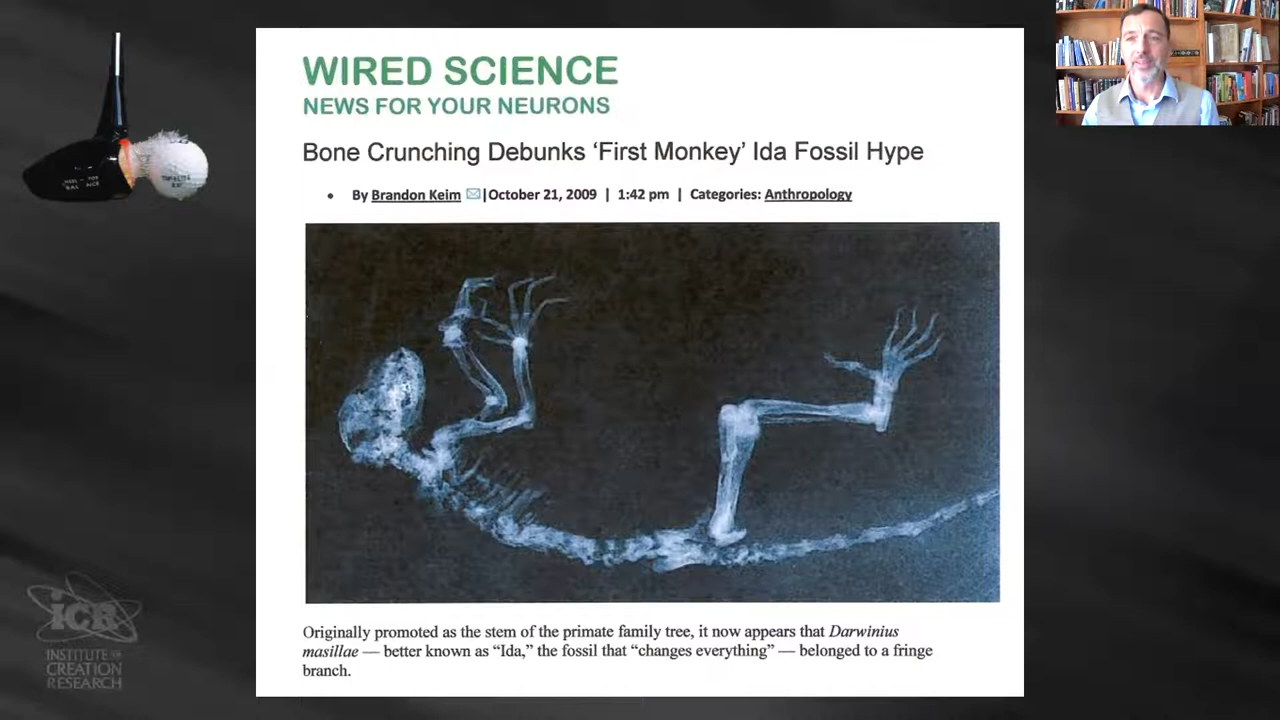 WIRED SCIENCE
NEWS FOR YOUR NEURONS
Bone Crunching Debunks ‘First Monkey’ Ida Fossil Hype
• By Brandon Keim |October 21, 2009 | 1:42 pm | Categories: Anthropology
Originally promoted as the stem of the primate family tree, it now appears that Darwinius
masillae — better known as “Ida,” the fossil that “changes everything” — belonged to a fringe
branch.
ICR
INSTITUTE FOR
CREATION
RESEARCH